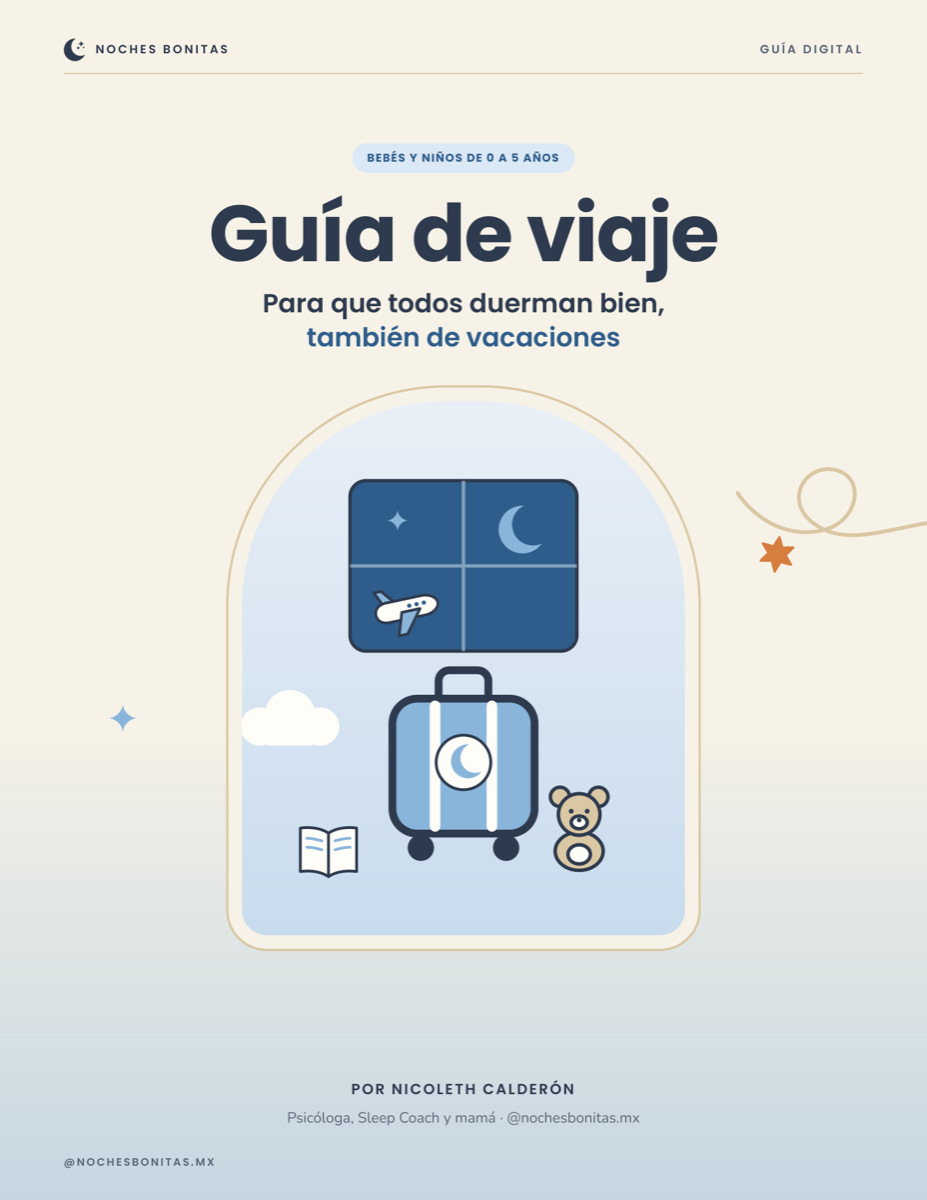 NOCHES BONITAS
GUÍA DIGITAL
BEBÉS Y NIÑOS DE 0 A 5 AÑOS
Guía de viaje
Para que todos duerman bien,
también de vacaciones
POR NICOLETH CALDERÓN
Psicóloga, Sleep Coach y mamá · @nochesbonitas.mx
@NOCHESBONITAS.MX